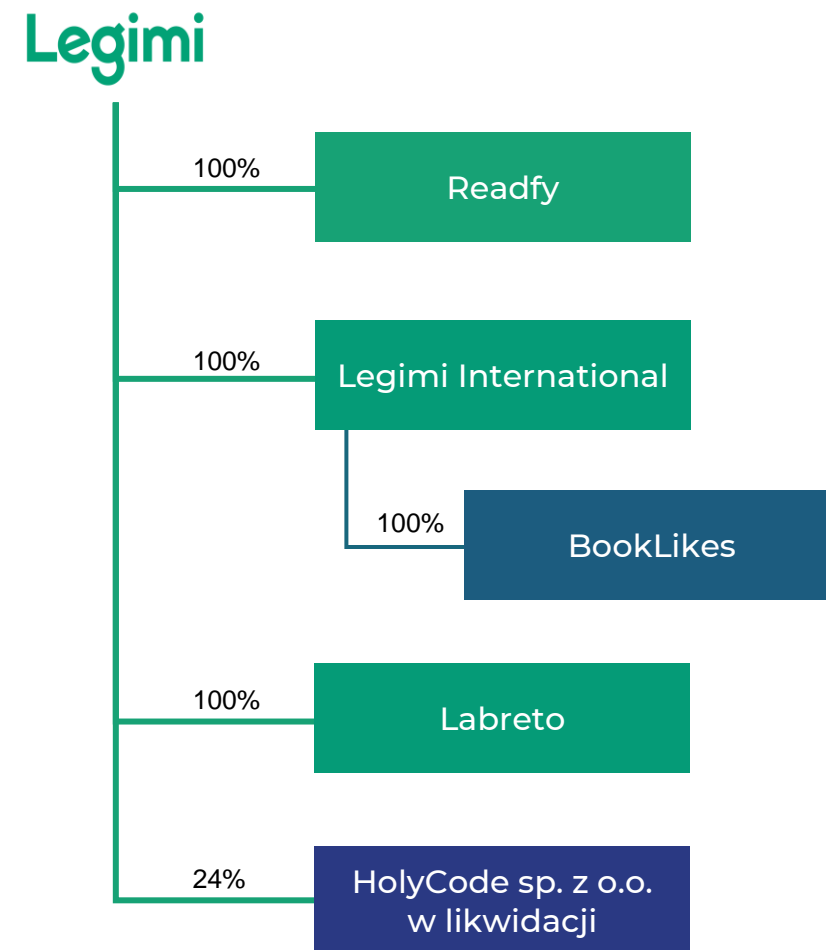 Legimi
100%
Readfy
100%
Legimi International
100%
BookLikes
100%
Labreto
24%
HolyCode sp. z o.o.
w likwidacji